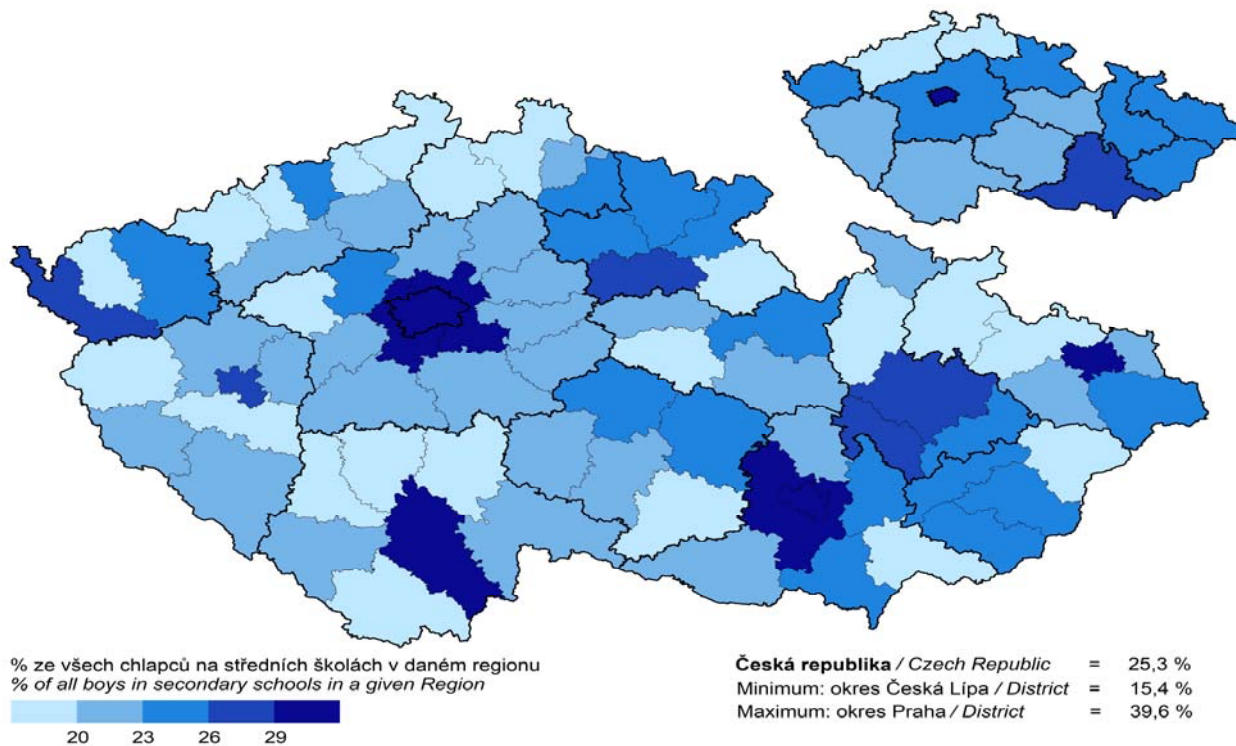 % ze všech chlapců na středních školách v daném regionu
% of all boys in secondary schools in a given Region
20 23 26 29
Česká republika / Czech Republic = 25,3 %
Minimum: okres Česká Lípa / District = 15,4 %
Maximum: okres Praha / District = 39,6 %